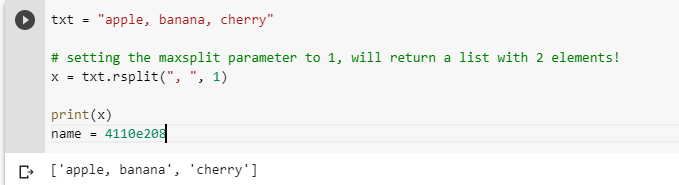 txt = "apple, banana, cherry"
# setting the maxsplit parameter to 1, will return a list with 2 elements!
x = txt.rsplit(", ", 1)
print(x)
name = 4110e208
['apple, banana', 'cherry']